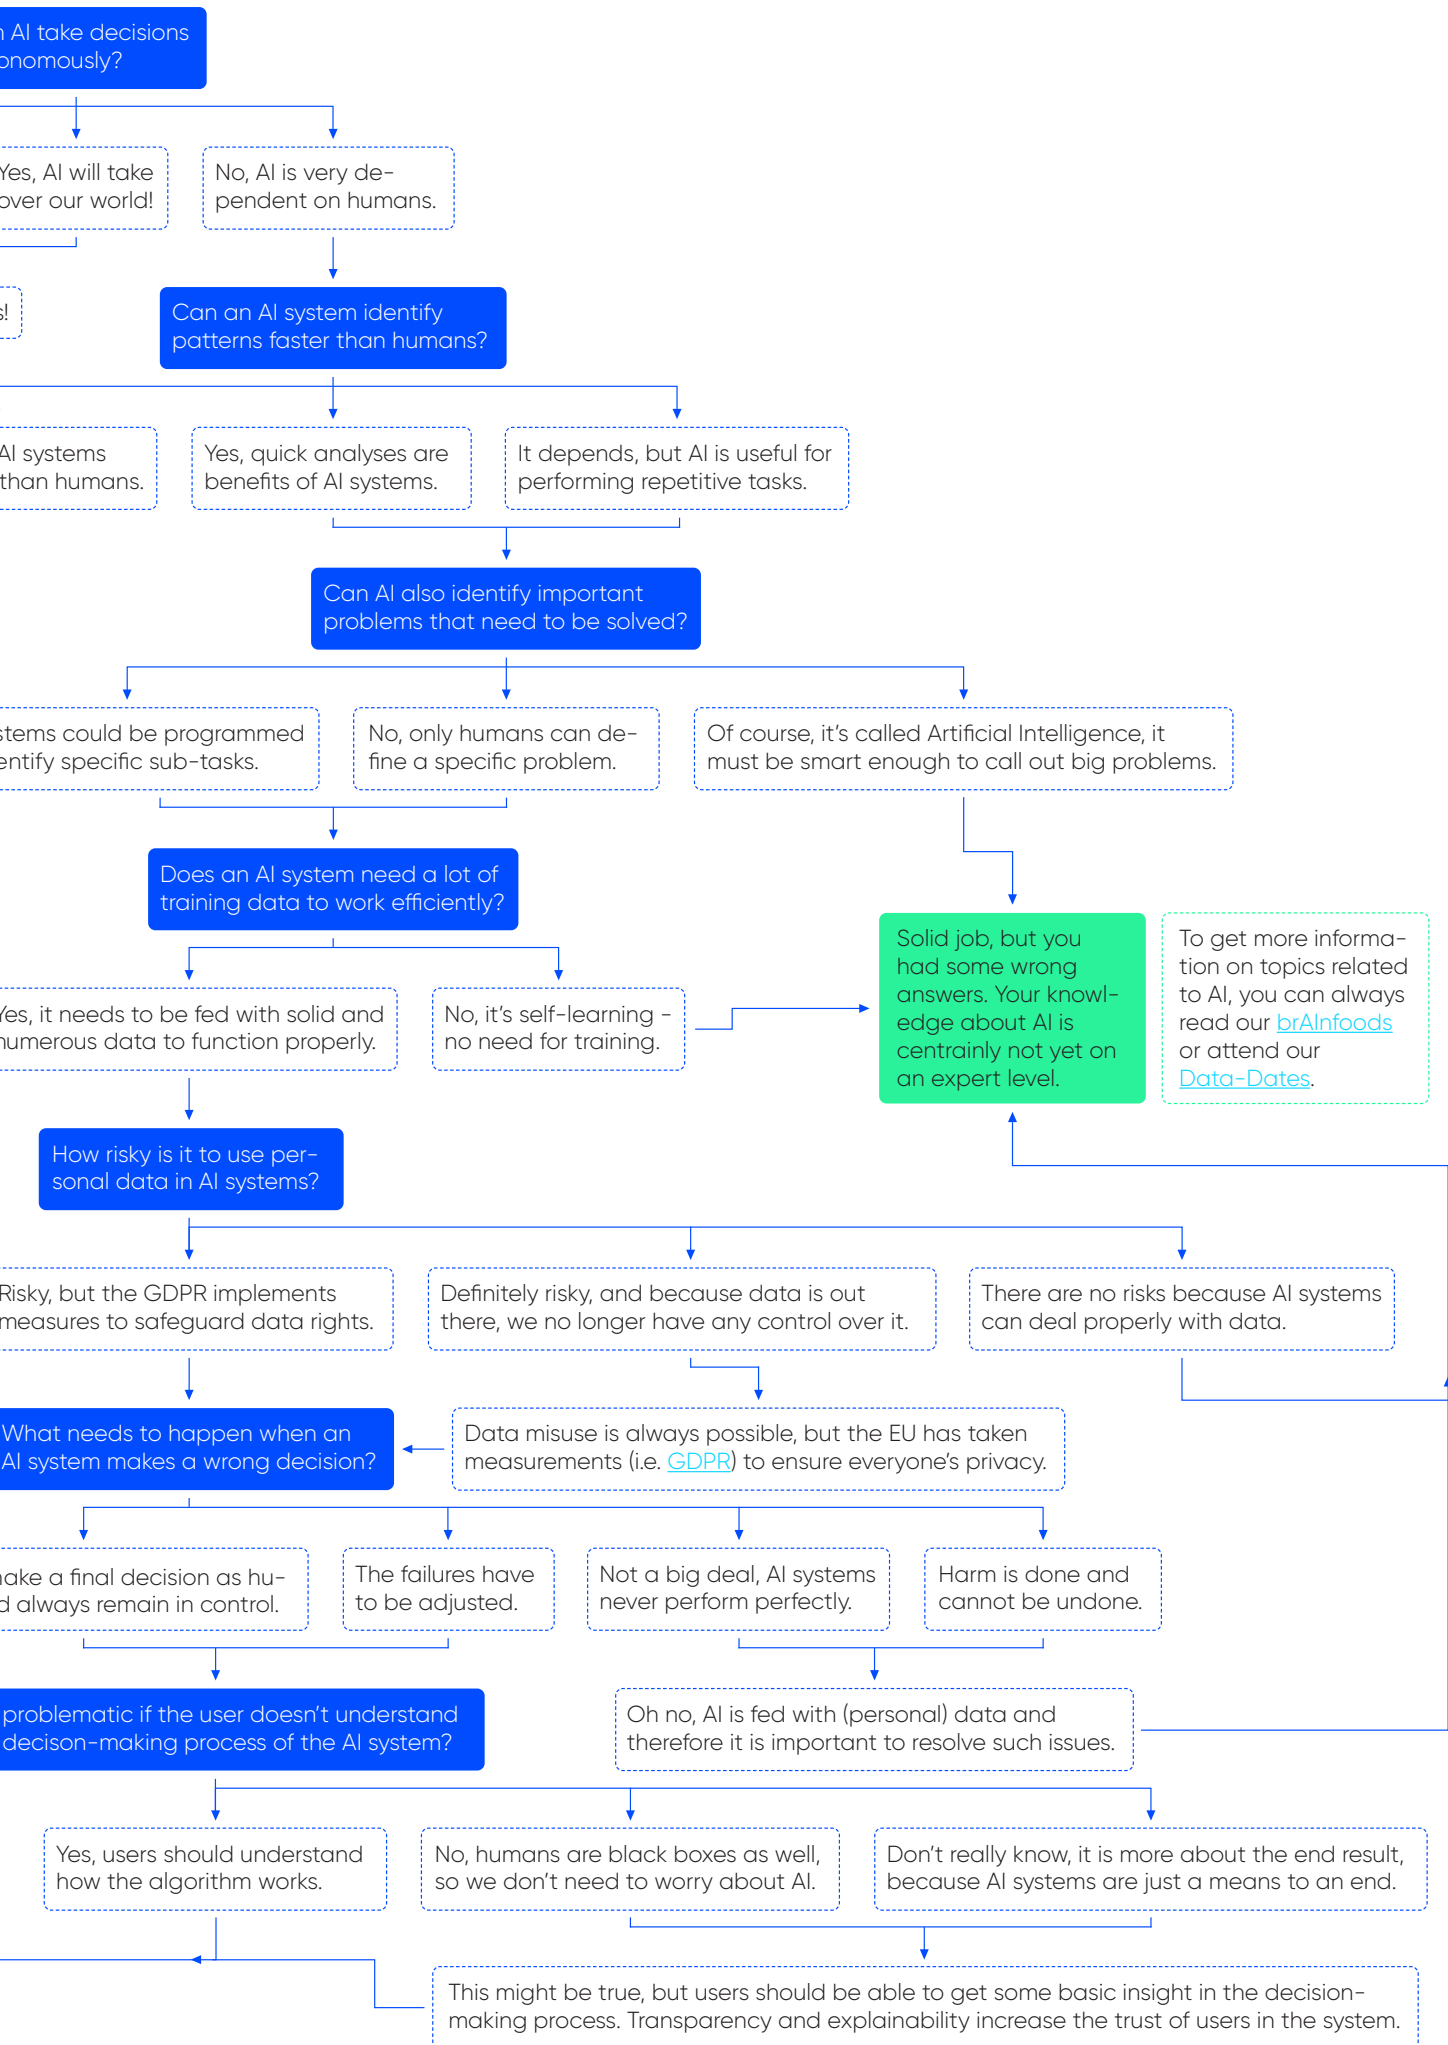 AI take decisions
Yes, AI will take
over our world!
No, AI is very de-
pendent on humans.
Can an AI system identify
patterns faster than humans?
AI systems
than humans.
Yes, quick analyses are
benefits of AI systems.
It depends, but AI is useful for
performing repetitive tasks.
Can AI also identify important
problems that need to be solved?
could be programmed
specific sub-tasks.
No, only humans can de-
fine a specific problem.
Of course, it's called Artificial Intelligence, it
must be smart enough to call out big problems.
Does an AI system need a lot of
training data to work efficiently?
Yes, it needs to be fed with solid and
numerous data to function properly.
No, it's self-learning -
no need for training.
Solid job, but you
had some wrong
answers. Your knowl-
edge about AI is
centrainly not yet on
an expert level.
To get more informa-
tion on topics related
to AI, you can always
read our brAInfoods
or attend our
Data-Dates.
How risky is it to use per-
sonal data in AI systems?
Risky, but the GDPR implements
measures to safeguard data rights.
Definitely risky, and because data is out
there, we no longer have any control over it.
There are no risks because AI systems
can deal properly with data.
What needs to happen when an
AI system makes a wrong decision?
Data misuse is always possible, but the EU has taken
measurements (i.e. GDPR) to ensure everyone's privacy.
a final decision as hu-
always remain in control.
The failures have
to be adjusted.
Not a big deal, AI systems
never perform perfectly.
Harm is done and
cannot be undone.
problematic if the user doesn't understand
decison-making process of the AI system?
Oh no, AI is fed with (personal) data and
therefore it is important to resolve such issues.
Yes, users should understand
how the algorithm works.
No, humans are black boxes as well,
so we don't need to worry about AI.
Don't really know, it is more about the end result,
because AI systems are just a means to an end.
This might be true, but users should be able to get some basic insight in the decision-
making process. Transparency and explainability increase the trust of users in the system.